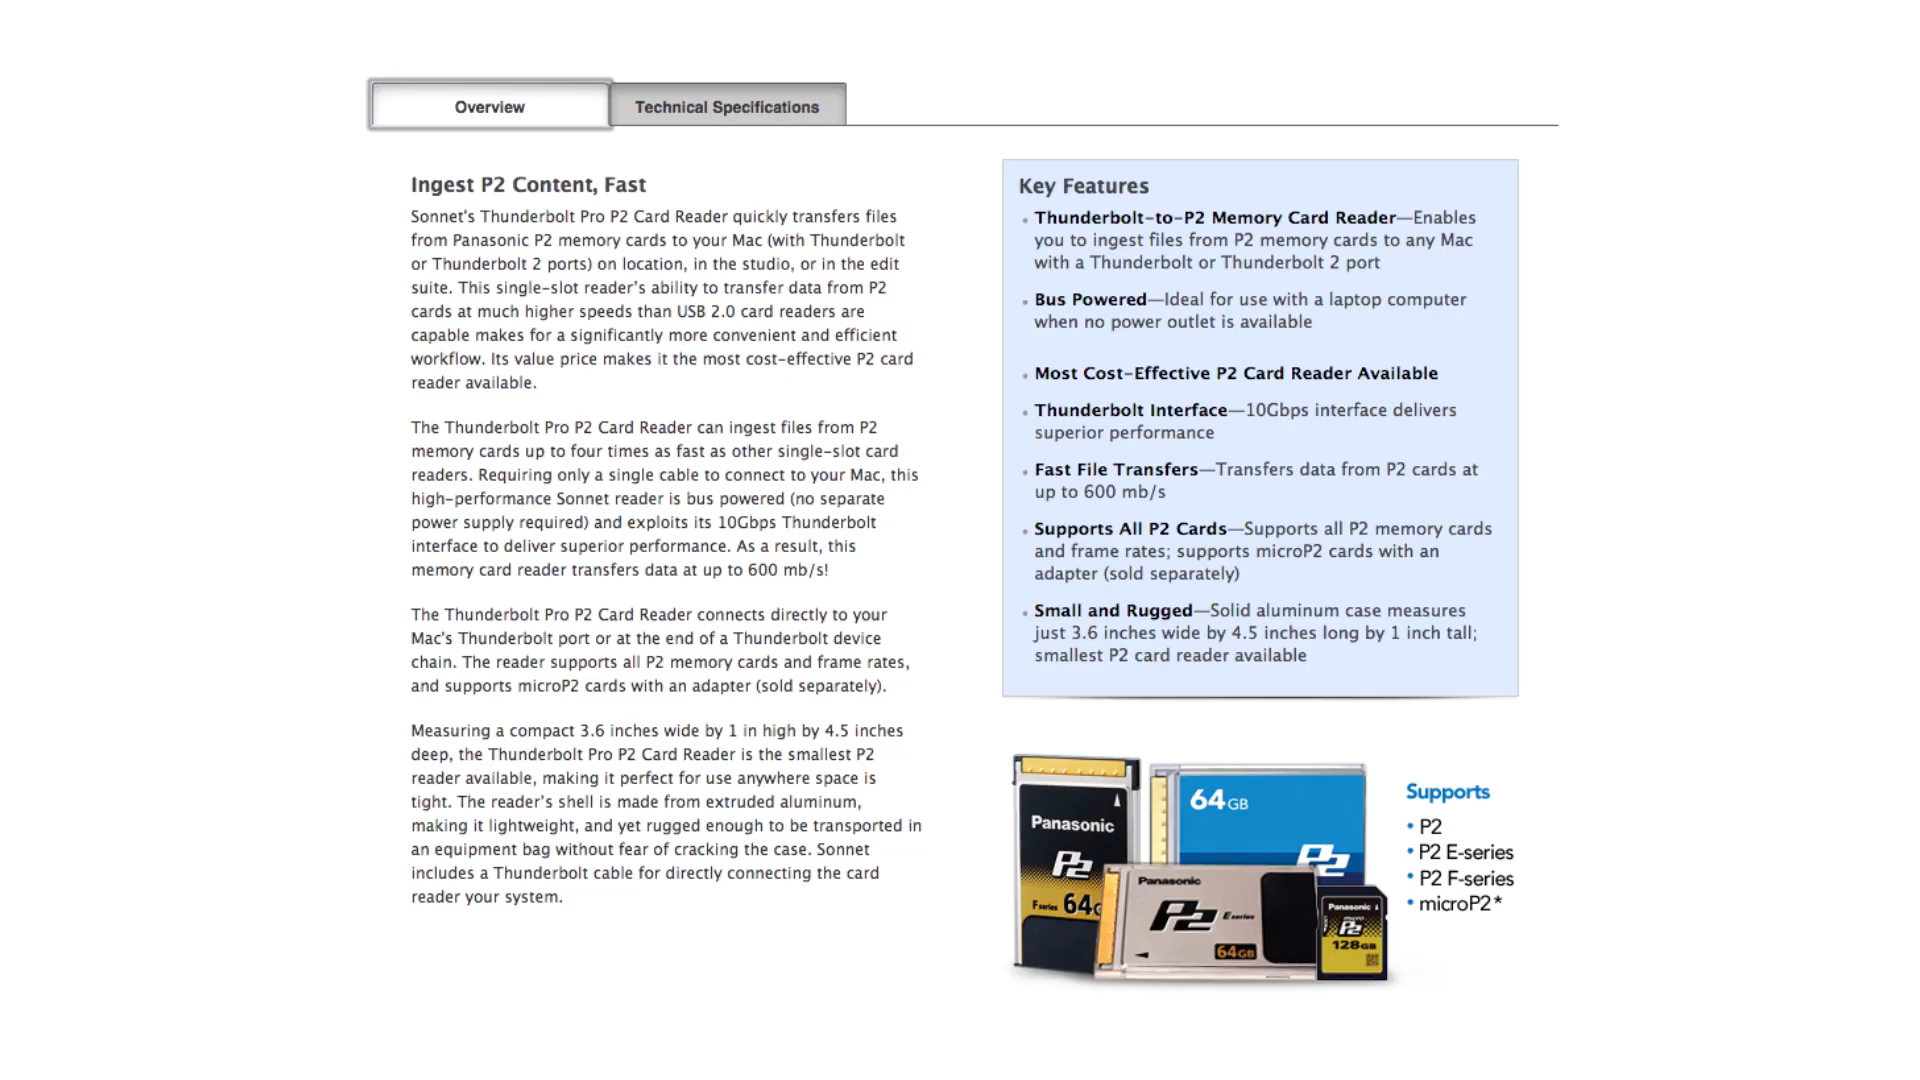 Overview
Technical Specifications
Ingest P2 Content, Fast
Sonnet's Thunderbolt Pro P2 Card Reader quickly transfers files
from Panasonic P2 memory cards to your Mac (with Thunderbolt
or Thunderbolt 2 ports) on location, in the studio, or in the edit
suite. This single-slot reader's ability to transfer data from P2
cards at much higher speeds than USB 2.0 card readers are
capable makes for a significantly more convenient and efficient
workflow. Its value price makes it the most cost-effective P2 card
reader available.
The Thunderbolt Pro P2 Card Reader can ingest files from P2
memory cards up to four times as fast as other single-slot card
readers. Requiring only a single cable to connect to your Mac, this
high-performance Sonnet reader is bus powered (no separate
power supply required) and exploits its 10Gbps Thunderbolt
interface to deliver superior performance. As a result, this
memory card reader transfers data at up to 600 mb/s!
The Thunderbolt Pro P2 Card Reader connects directly to your
Mac's Thunderbolt port or at the end of a Thunderbolt device
chain. The reader supports all P2 memory cards and frame rates,
and supports microP2 cards with an adapter (sold separately).
Measuring a compact 3.6 inches wide by 1 in high by 4.5 inches
deep, the Thunderbolt Pro P2 Card Reader is the smallest P2
reader available, making it perfect for use anywhere space is
tight. The reader's shell is made from extruded aluminum,
making it lightweight, and yet rugged enough to be transported in
an equipment bag without fear of cracking the case. Sonnet
includes a Thunderbolt cable for directly connecting the card
reader your system.
Key Features
• Thunderbolt-to-P2 Memory Card Reader—Enables
you to ingest files from P2 memory cards to any Mac
with a Thunderbolt or Thunderbolt 2 port
• Bus Powered—Ideal for use with a laptop computer
when no power outlet is available
• Most Cost-Effective P2 Card Reader Available
• Thunderbolt Interface—10Gbps interface delivers
superior performance
• Fast File Transfers—Transfers data from P2 cards at
up to 600 mb/s
• Supports All P2 Cards—Supports all P2 memory cards
and frame rates; supports microP2 cards with an
adapter (sold separately)
• Small and Rugged—Solid aluminum case measures
just 3.6 inches wide by 4.5 inches long by 1 inch tall;
smallest P2 card reader available
Panasonic
P2
F series 64G
64GB
P2
Panasonic
P2 E series
64GB
Panasonic
micro
P2
128GB
Supports
• P2
• P2 E-series
• P2 F-series
• microP2*